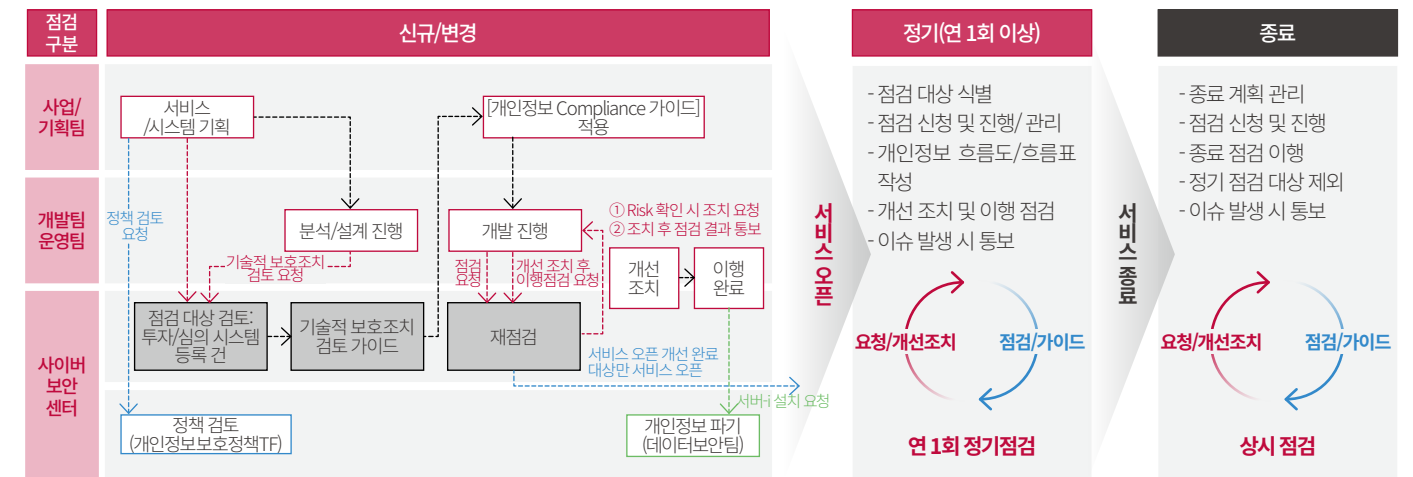 점검
구분
신규/변경
정기(연 1회 이상)
종료
사업/
기획팀
서비스
/시스템 기획
[개인정보 Compliance 가이드]
적용
개발팀
운영팀
정책 검토
요청
분석/설계 진행
개발 진행
① Risk 확인 시 조치 요청
② 조치 후 점검 결과 통보
기술적 보호조치
검토 요청
점검
요청
개선 조치 후
이행점검 요청
개선
조치
이행
완료
사이버
보안
센터
점검 대상 검토:
투자/심의 시스템
등록 건
기술적 보호조치
검토 가이드
재점검
서비스 오픈 개선 완료
대상만 서비스 오픈
서버-i 설치 요청
정책 검토
(개인정보보호정책TF)
개인정보 파기
(데이터보안팀)
서비스 오픈
- 점검 대상 식별
- 점검 신청 및 진행/ 관리
- 개인정보 흐름도/흐름표
작성
- 개선 조치 및 이행 점검
- 이슈 발생 시 통보
요청/개선조치
점검/가이드
연 1회 정기점검
서비스 종료
- 종료 계획 관리
- 점검 신청 및 진행
- 종료 점검 이행
- 정기 점검 대상 제외
- 이슈 발생 시 통보
요청/개선조치
점검/가이드
상시 점검